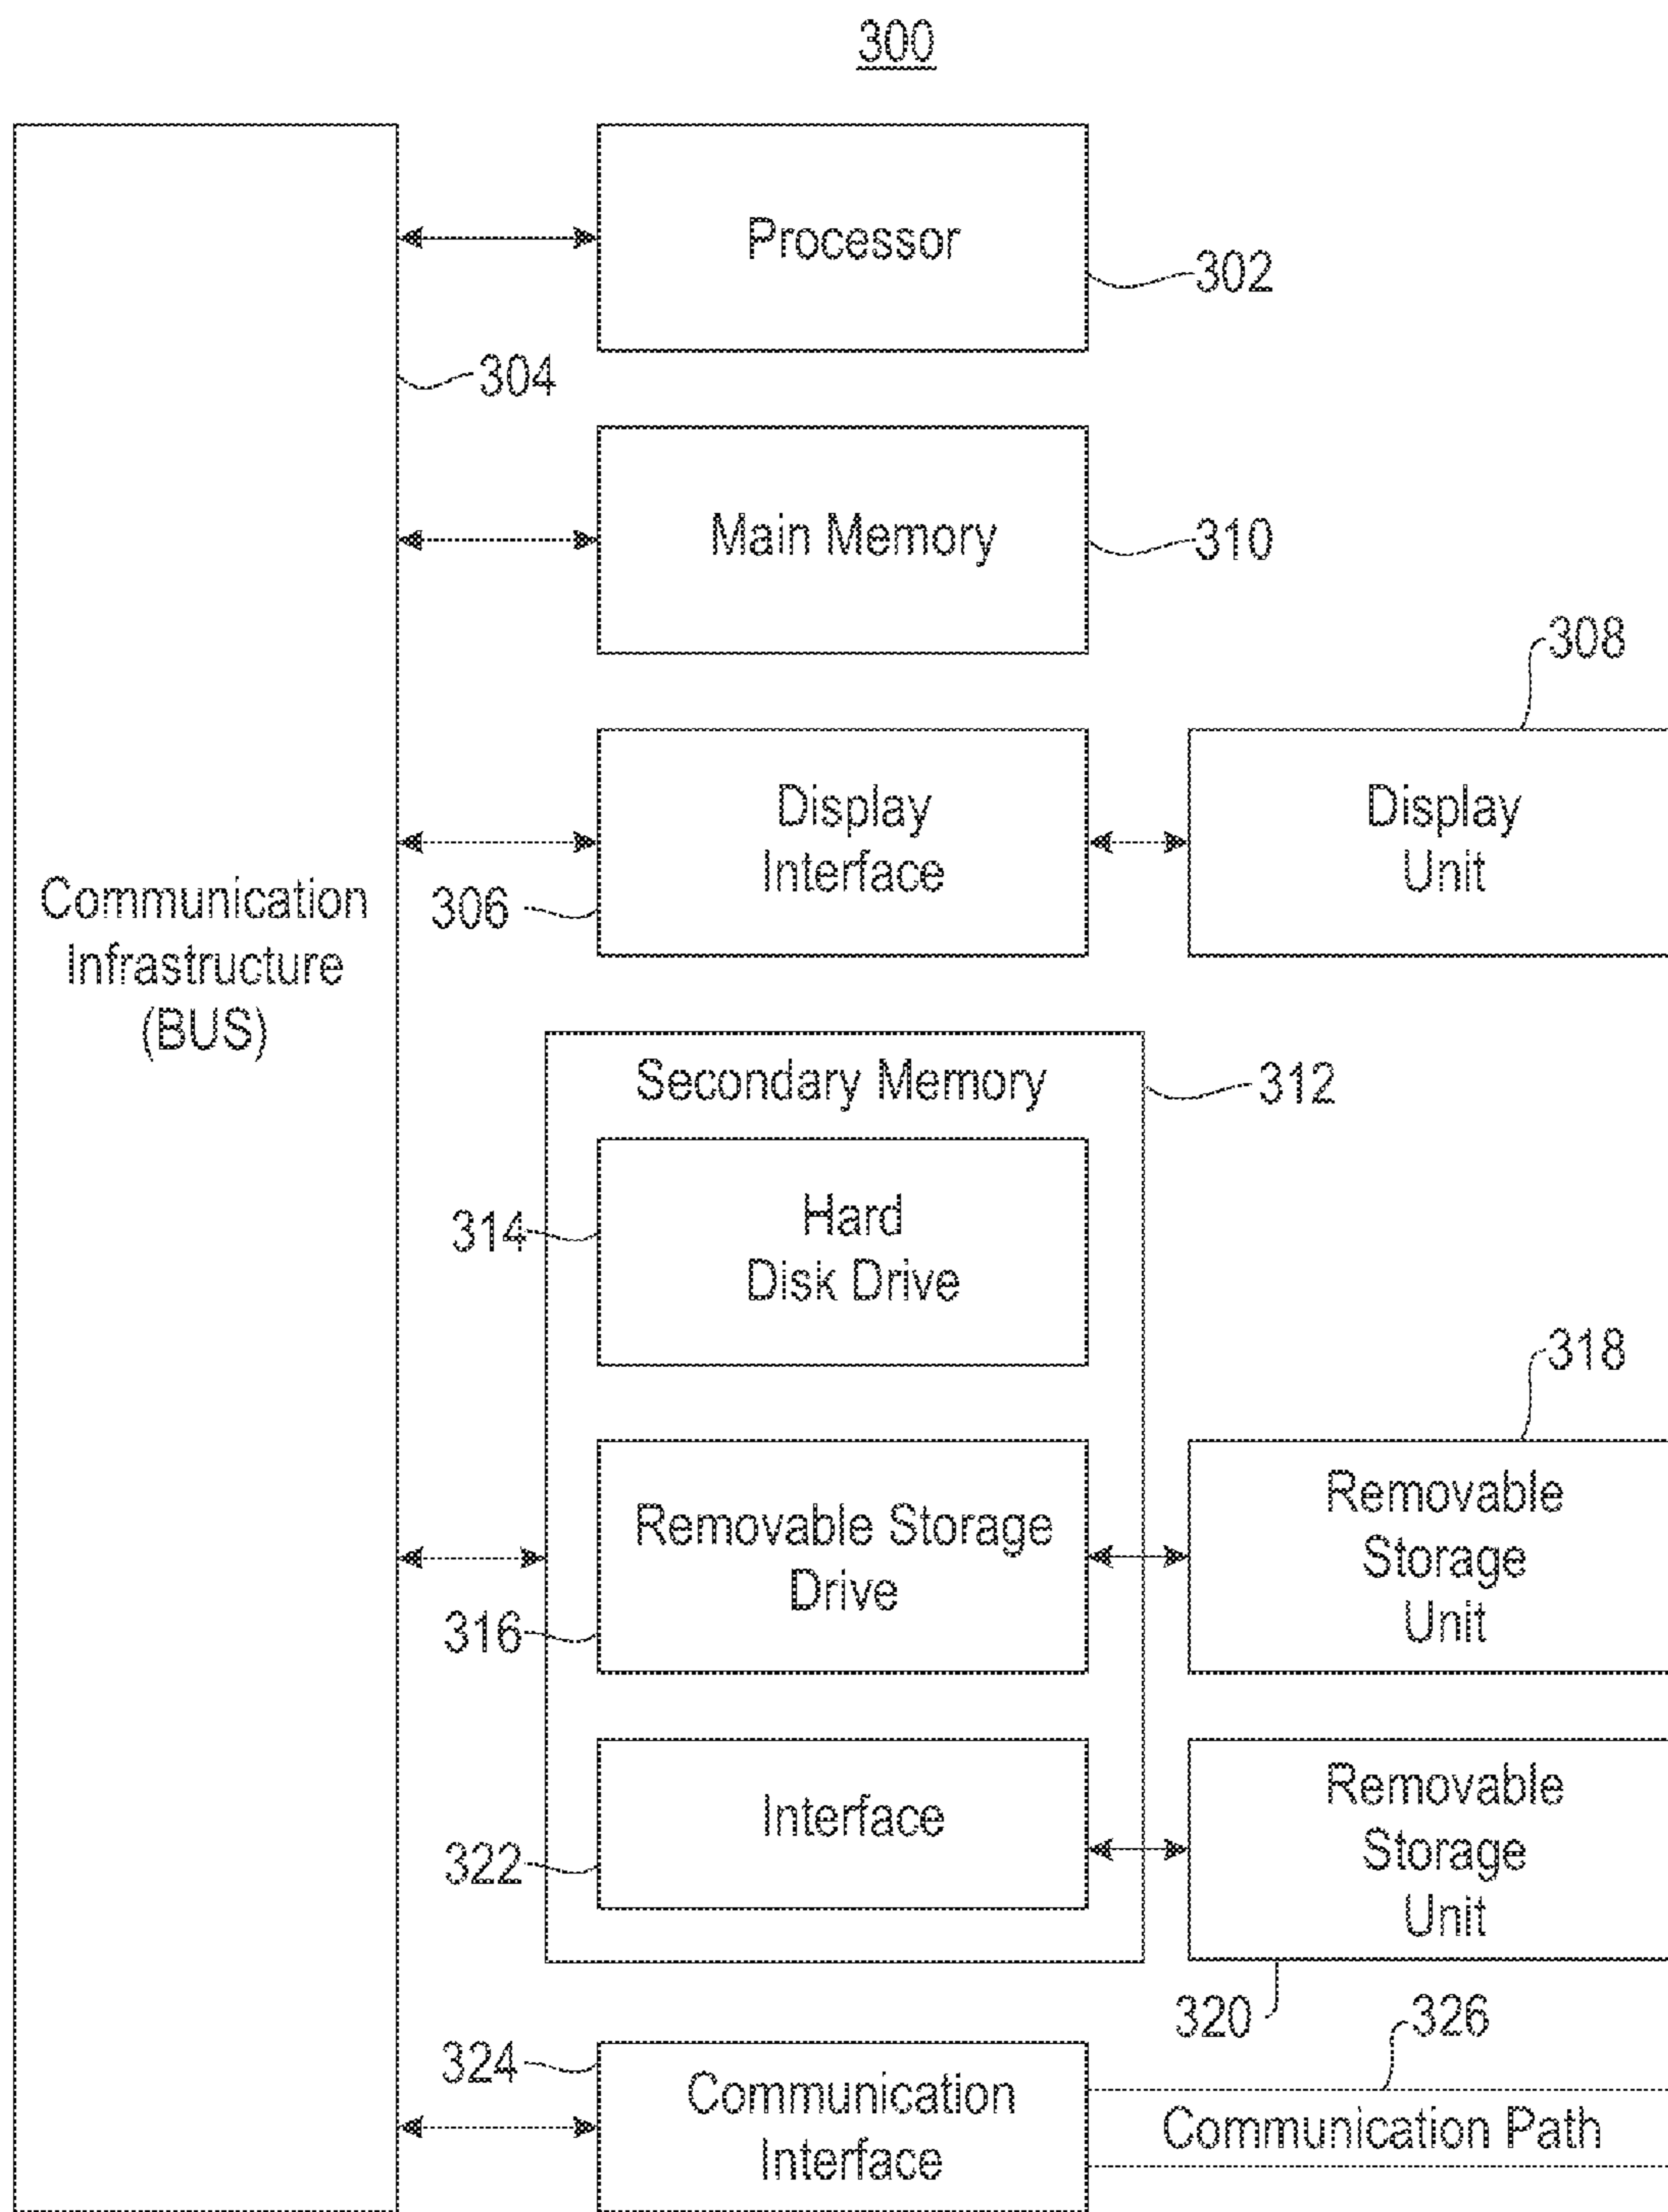 300
Processor
302
304
Main Memory
310
308
Display
Interface
306
Display
Unit
Communication
Infrastructure
(BUS)
Secondary Memory
312
Hard
Disk Drive
314
318
Removable Storage
Drive
316
Removable
Storage
Unit
Interface
322
Removable
Storage
Unit
320
326
324
Communication
Interface
Communication Path